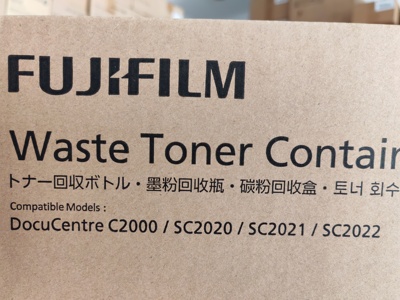 FUJIFILM
Waste Toner Contain
トナー回収ボトル・墨粉回收瓶・碳粉回收盒・토너 회수
Compatible Models :
DocuCentre C2000 / SC2020 / SC2021 / SC2022